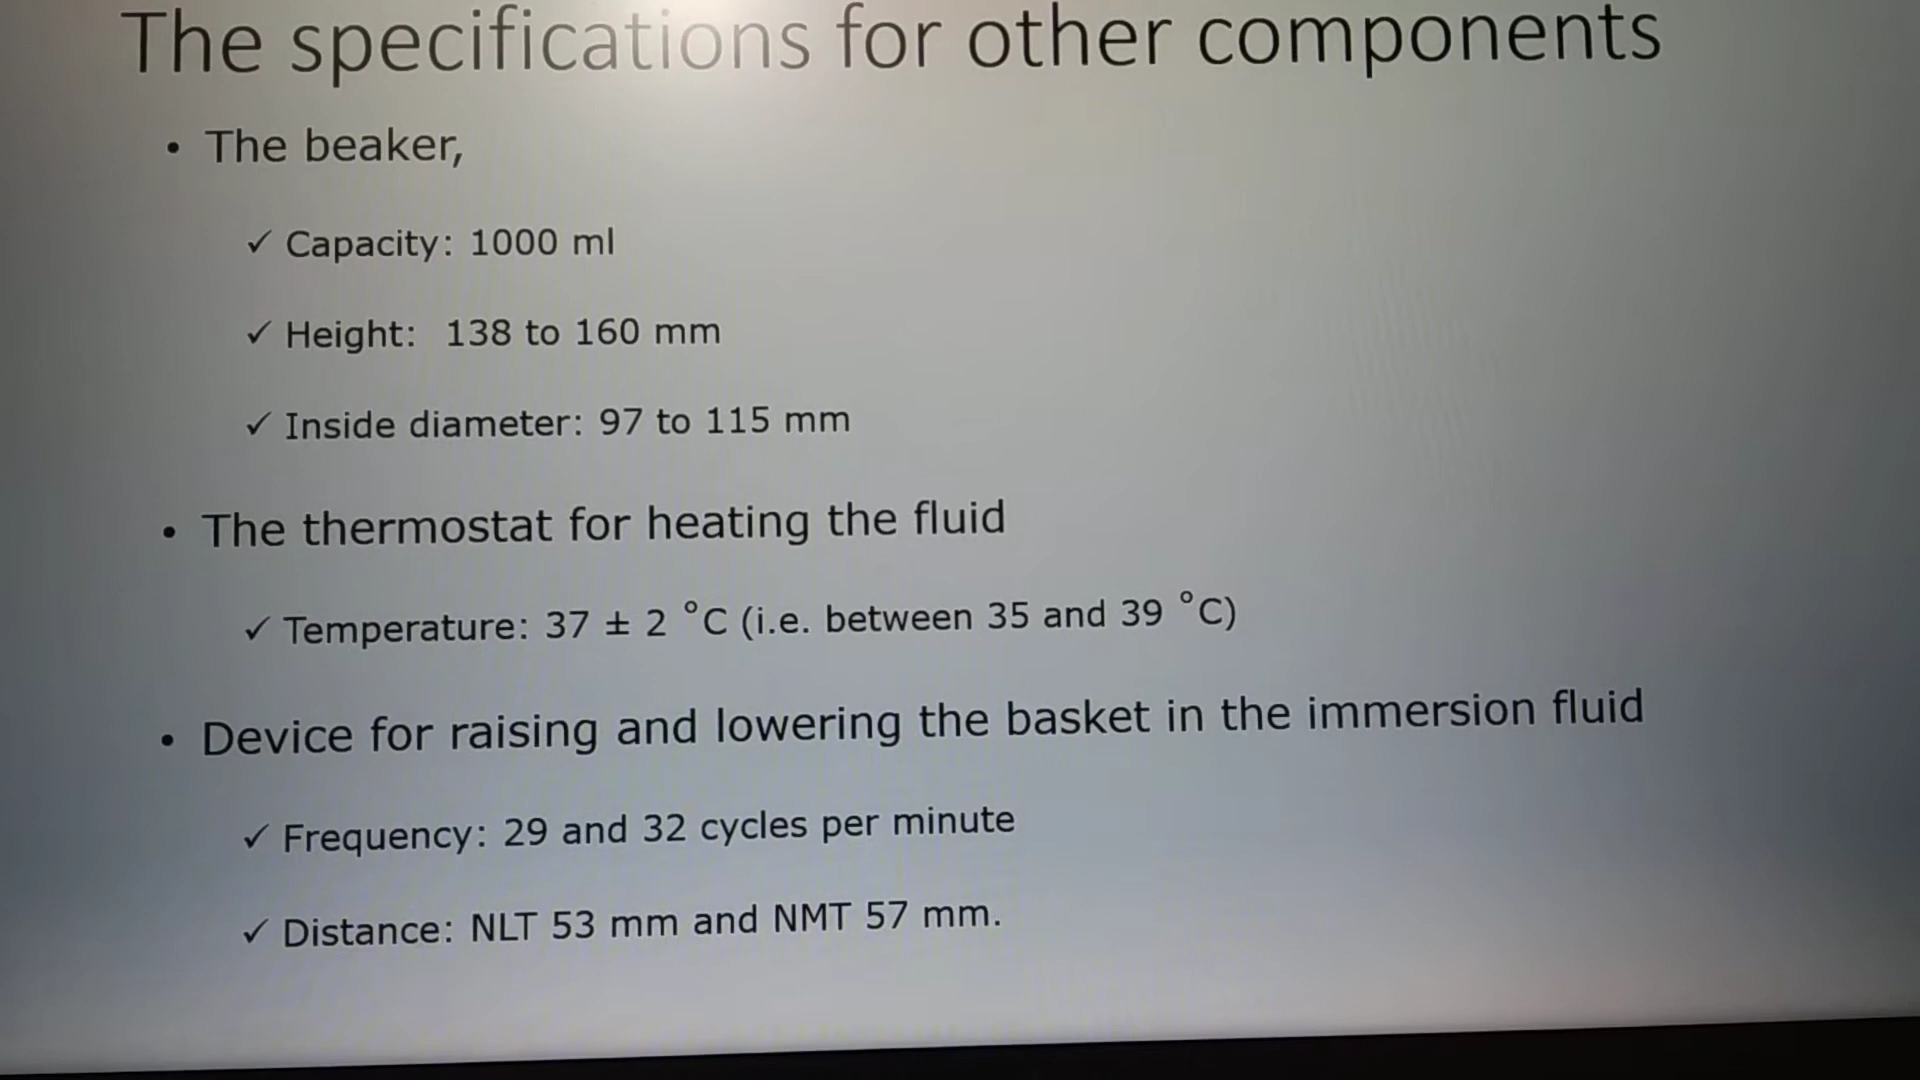 The specifications for other components
• The beaker,
✓ Capacity: 1000 ml
✓ Height: 138 to 160 mm
✓ Inside diameter: 97 to 115 mm
• The thermostat for heating the fluid
✓ Temperature: 37 ± 2 °C (i.e. between 35 and 39 °C)
• Device for raising and lowering the basket in the immersion fluid
✓ Frequency: 29 and 32 cycles per minute
✓ Distance: NLT 53 mm and NMT 57 mm.